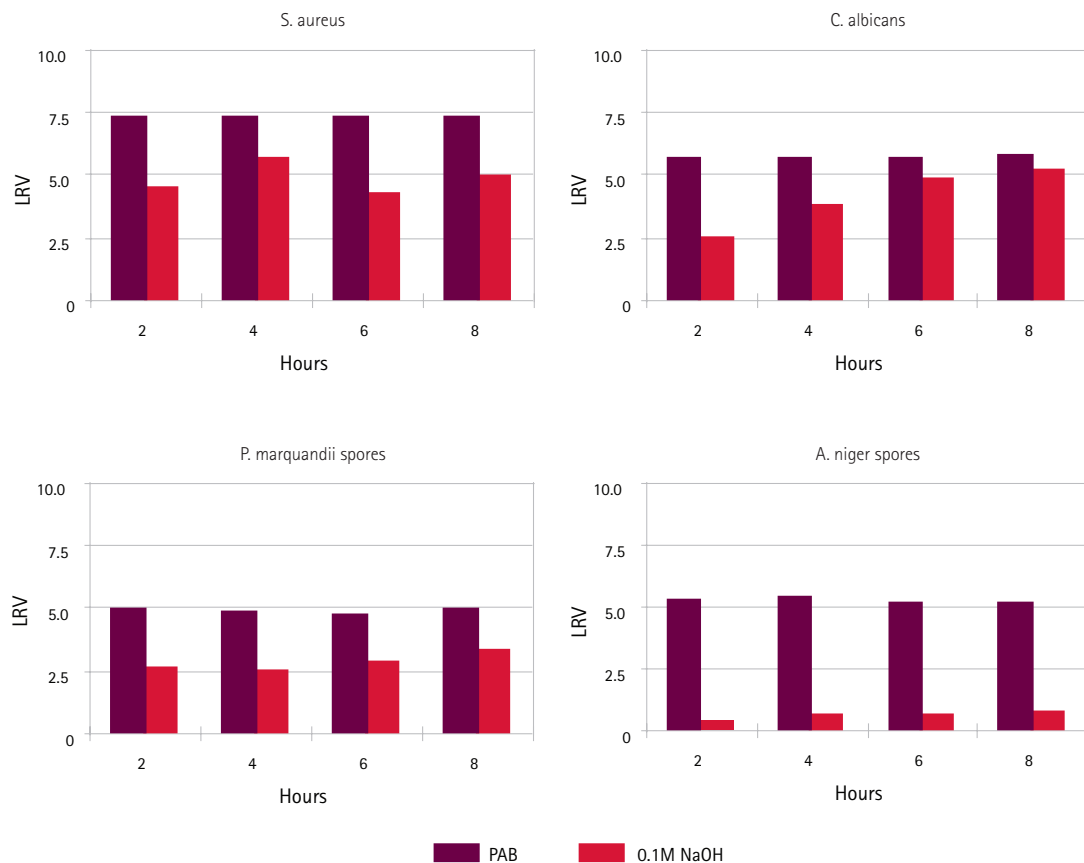 S. aureus
10.0
7.5
5.0
2.5
0
LRV
2 4 6 8
Hours
C. albicans
10.0
7.5
5.0
2.5
0
LRV
2 4 6 8
Hours
P. marquandii spores
10.0
7.5
5.0
2.5
0
LRV
2 4 6 8
Hours
A. niger spores
10.0
7.5
5.0
2.5
0
LRV
2 4 6 8
Hours
PAB 0.1M NaOH